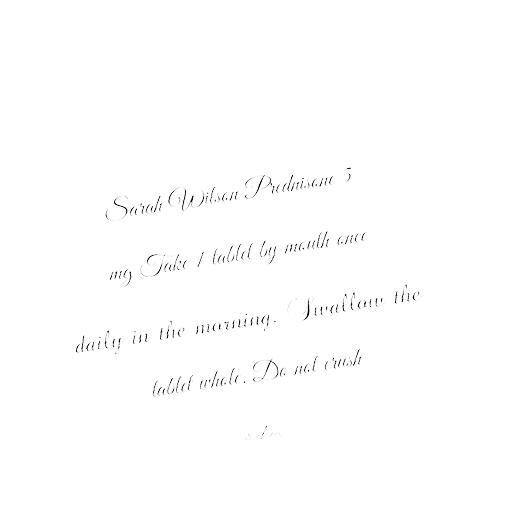 Sarah Wilson Prednisone 5
mg Take 1 tablet by mouth once
daily in the morning. Swallow the
tablet whole. Do not crush